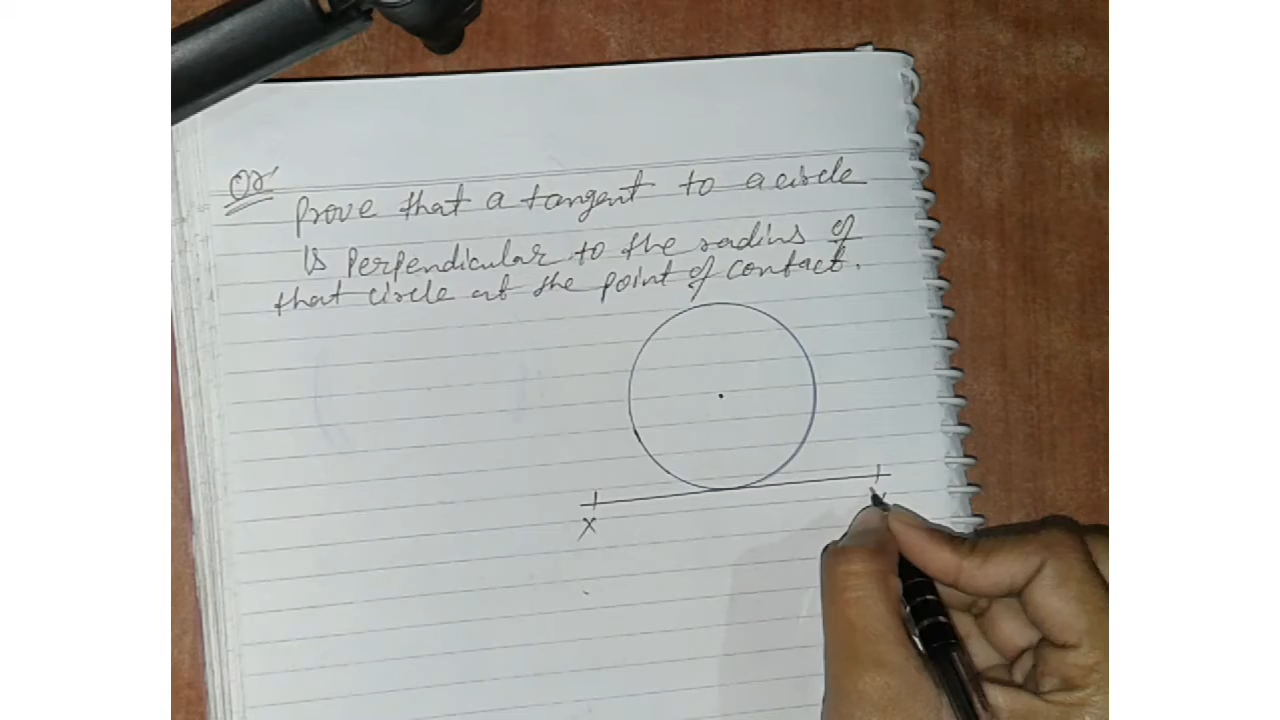 Or
Prove that a tangent to a circle
is Perpendicular to the radius of
that circle at the point of contact.
X